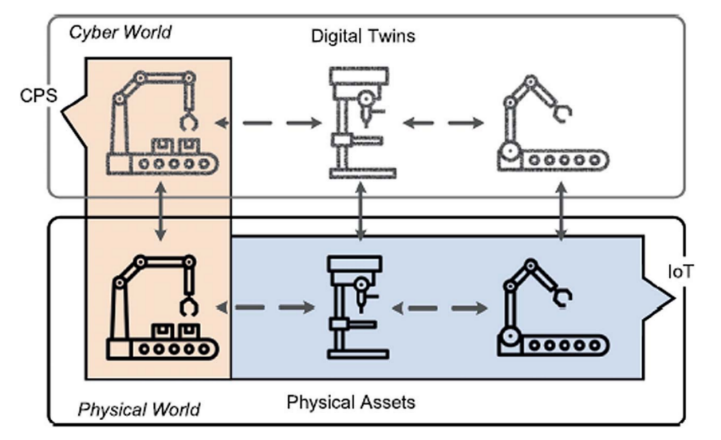 Cyber World
Digital Twins
CPS
IoT
Physical Assets
Physical World